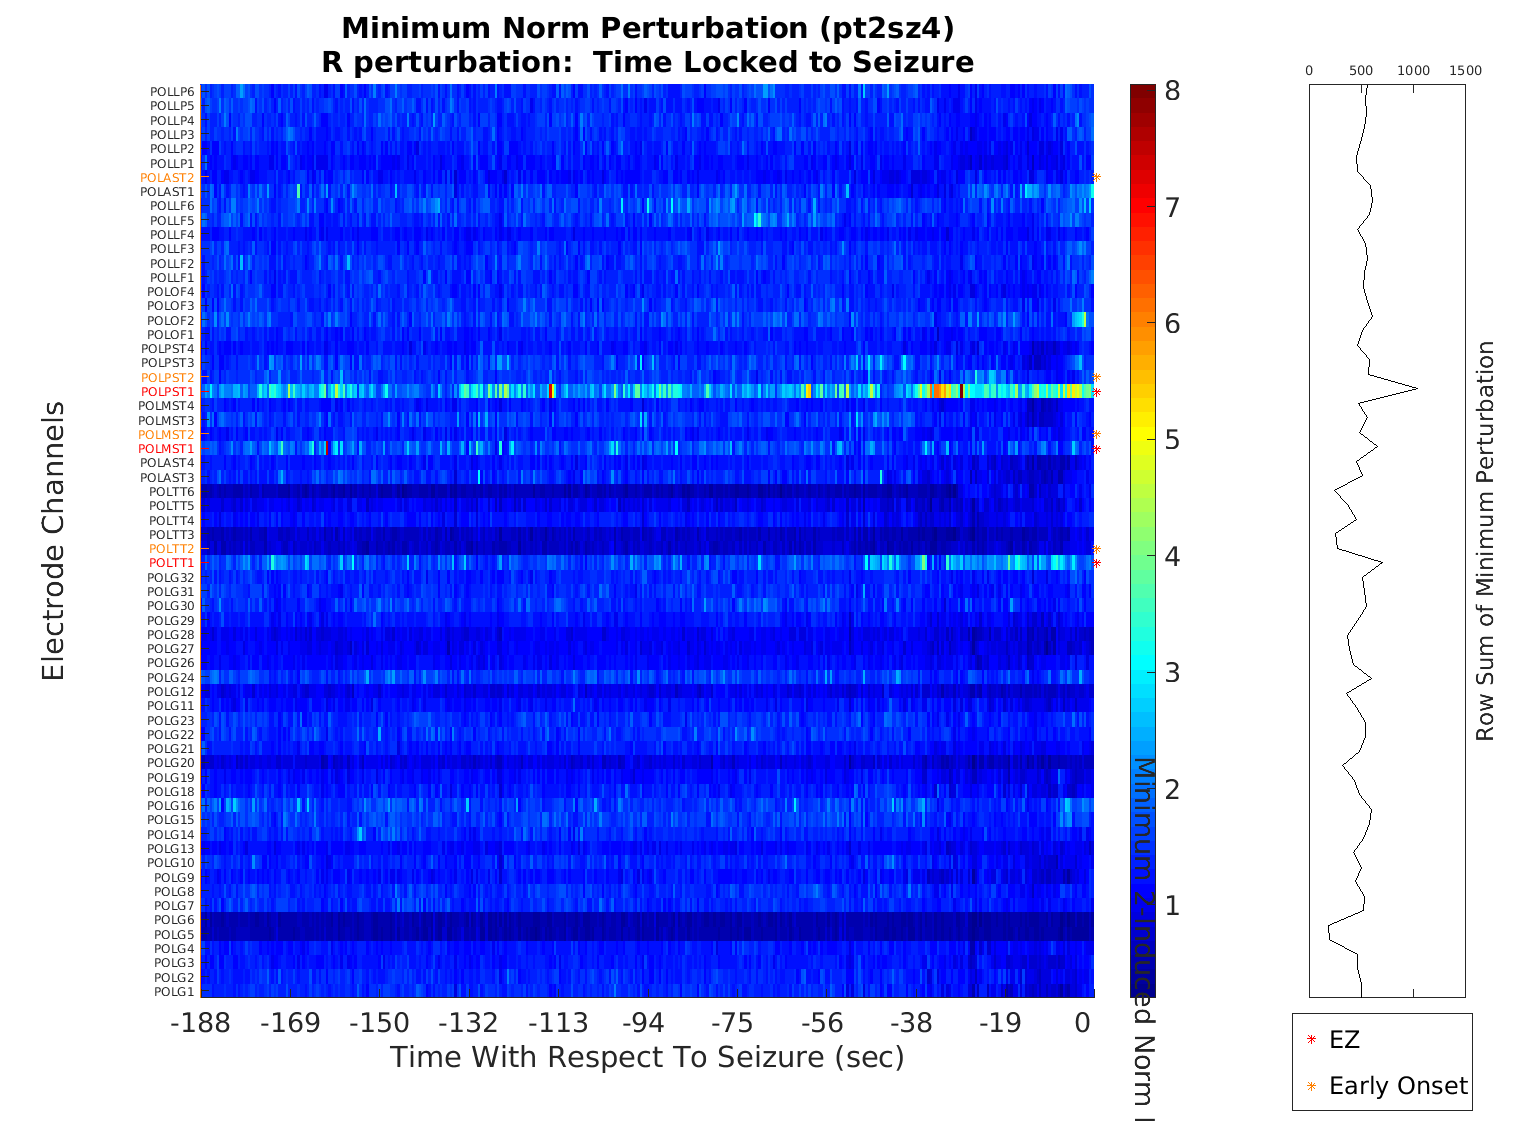 Minimum Norm Perturbation (pt2sz4)
R perturbation:  Time Locked to Seizure
Electrode Channels
POLLP6
POLLP5
POLLP4
POLLP3
POLLP2
POLLP1
POLAST2
POLAST1
POLLF6
POLLF5
POLLF4
POLLF3
POLLF2
POLLF1
POLOF4
POLOF3
POLOF2
POLOF1
POLPST4
POLPST3
POLPST2
POLPST1
POLMST4
POLMST3
POLMST2
POLMST1
POLAST4
POLAST3
POLTT6
POLTT5
POLTT4
POLTT3
POLTT2
POLTT1
POLG32
POLG31
POLG30
POLG29
POLG28
POLG27
POLG26
POLG24
POLG12
POLG11
POLG23
POLG22
POLG21
POLG20
POLG19
POLG18
POLG16
POLG15
POLG14
POLG13
POLG10
POLG9
POLG8
POLG7
POLG6
POLG5
POLG4
POLG3
POLG2
POLG1
-188 -169 -150 -132 -113 -94 -75 -56 -38 -19 0
Time With Respect To Seizure (sec)
8
7
6
5
4
3
2
1
Minimum 2-Induced Norm
0 500 1000 1500
Row Sum of Minimum Perturbation
EZ
Early Onset